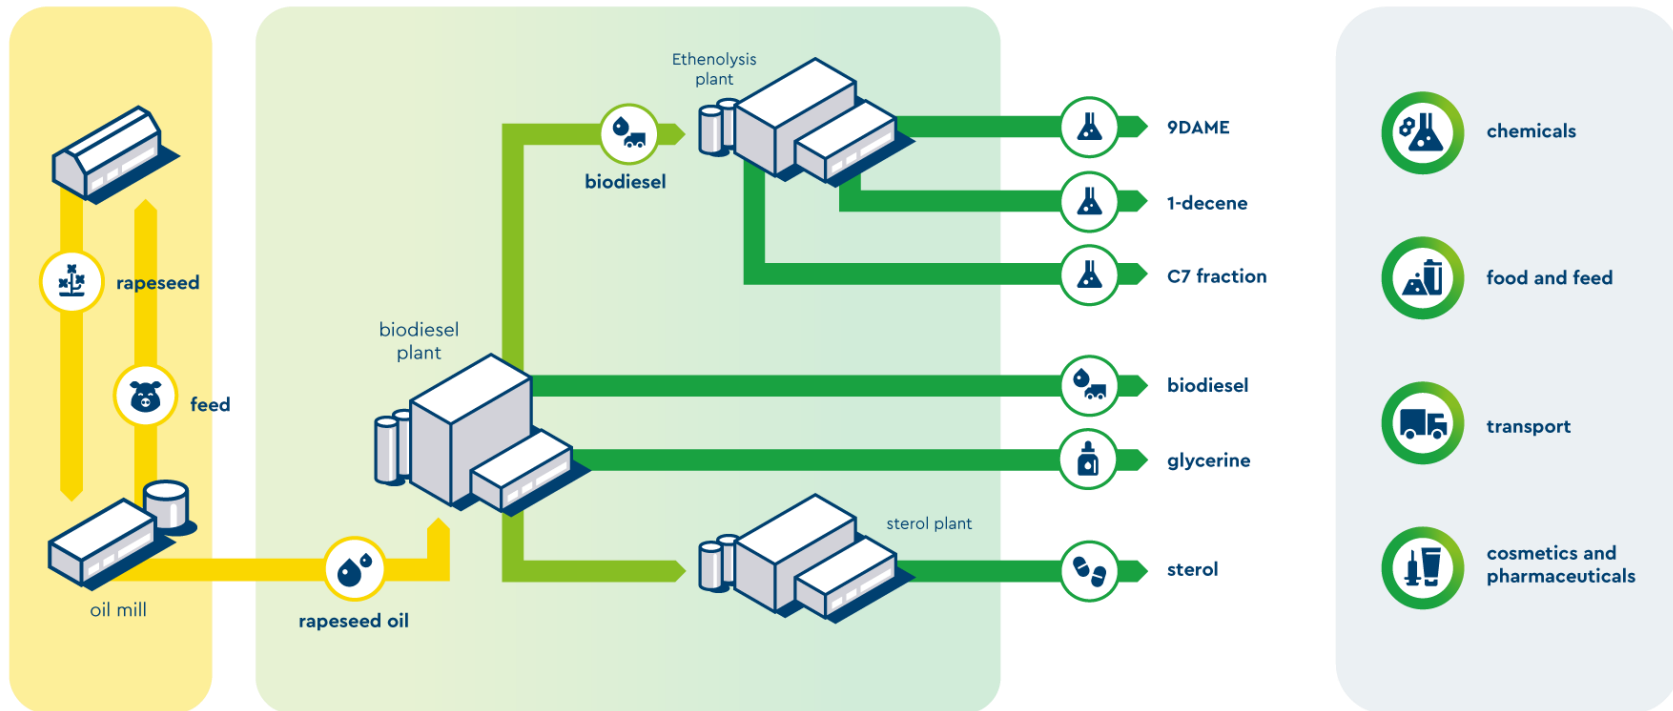 rapeseed
feed
oil mill
rapeseed oil
biodiesel
plant
biodiesel
Ethenolysis
plant
sterol plant
9DAME
1-decene
C7 fraction
biodiesel
glycerine
sterol
chemicals
food and feed
transport
cosmetics and
pharmaceuticals